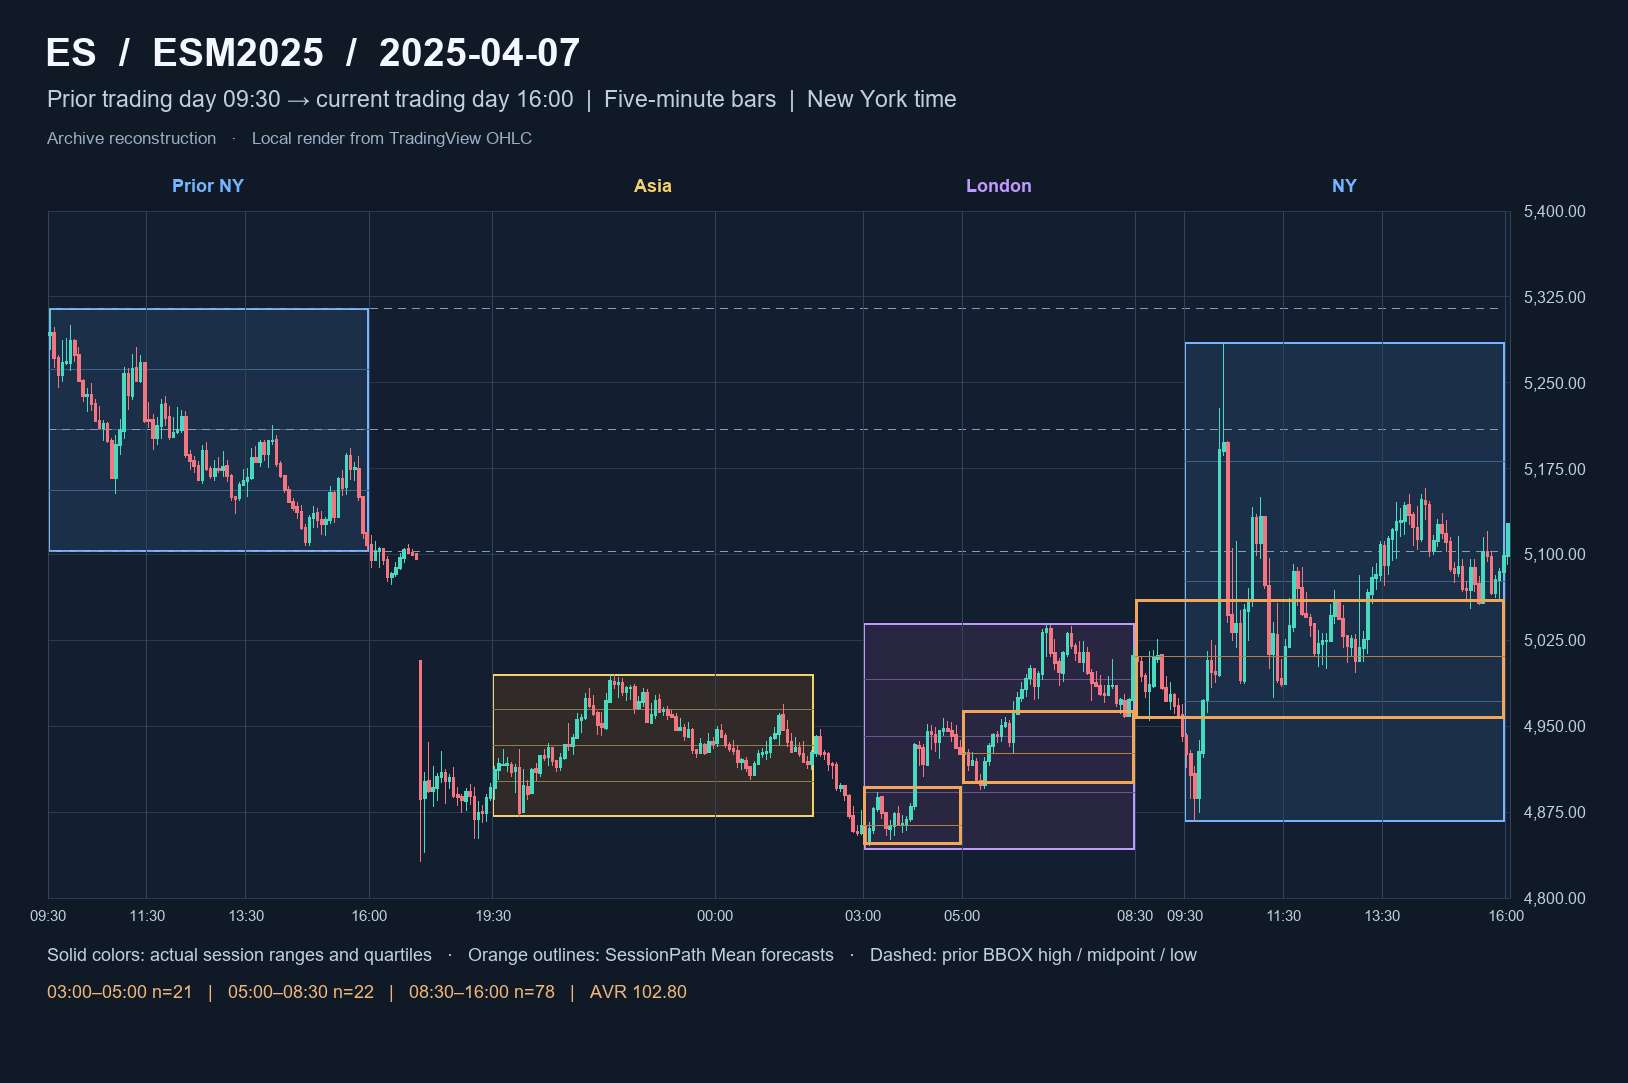 ES / ESM2025 / 2025-04-07
Prior trading day 09:30 → current trading day 16:00 | Five-minute bars | New York time
Archive reconstruction · Local render from TradingView OHLC
Prior NY Asia London NY
5,400.00
5,325.00
5,250.00
5,175.00
5,100.00
5,025.00
4,950.00
4,875.00
4,800.00
09:30 11:30 13:30 16:00 19:30 00:00 03:00 05:00 08:30 09:30 11:30 13:30 16:00
Solid colors: actual session ranges and quartiles · Orange outlines: SessionPath Mean forecasts · Dashed: prior BBOX high / midpoint / low
03:00–05:00 n=21 | 05:00–08:30 n=22 | 08:30–16:00 n=78 | AVR 102.80